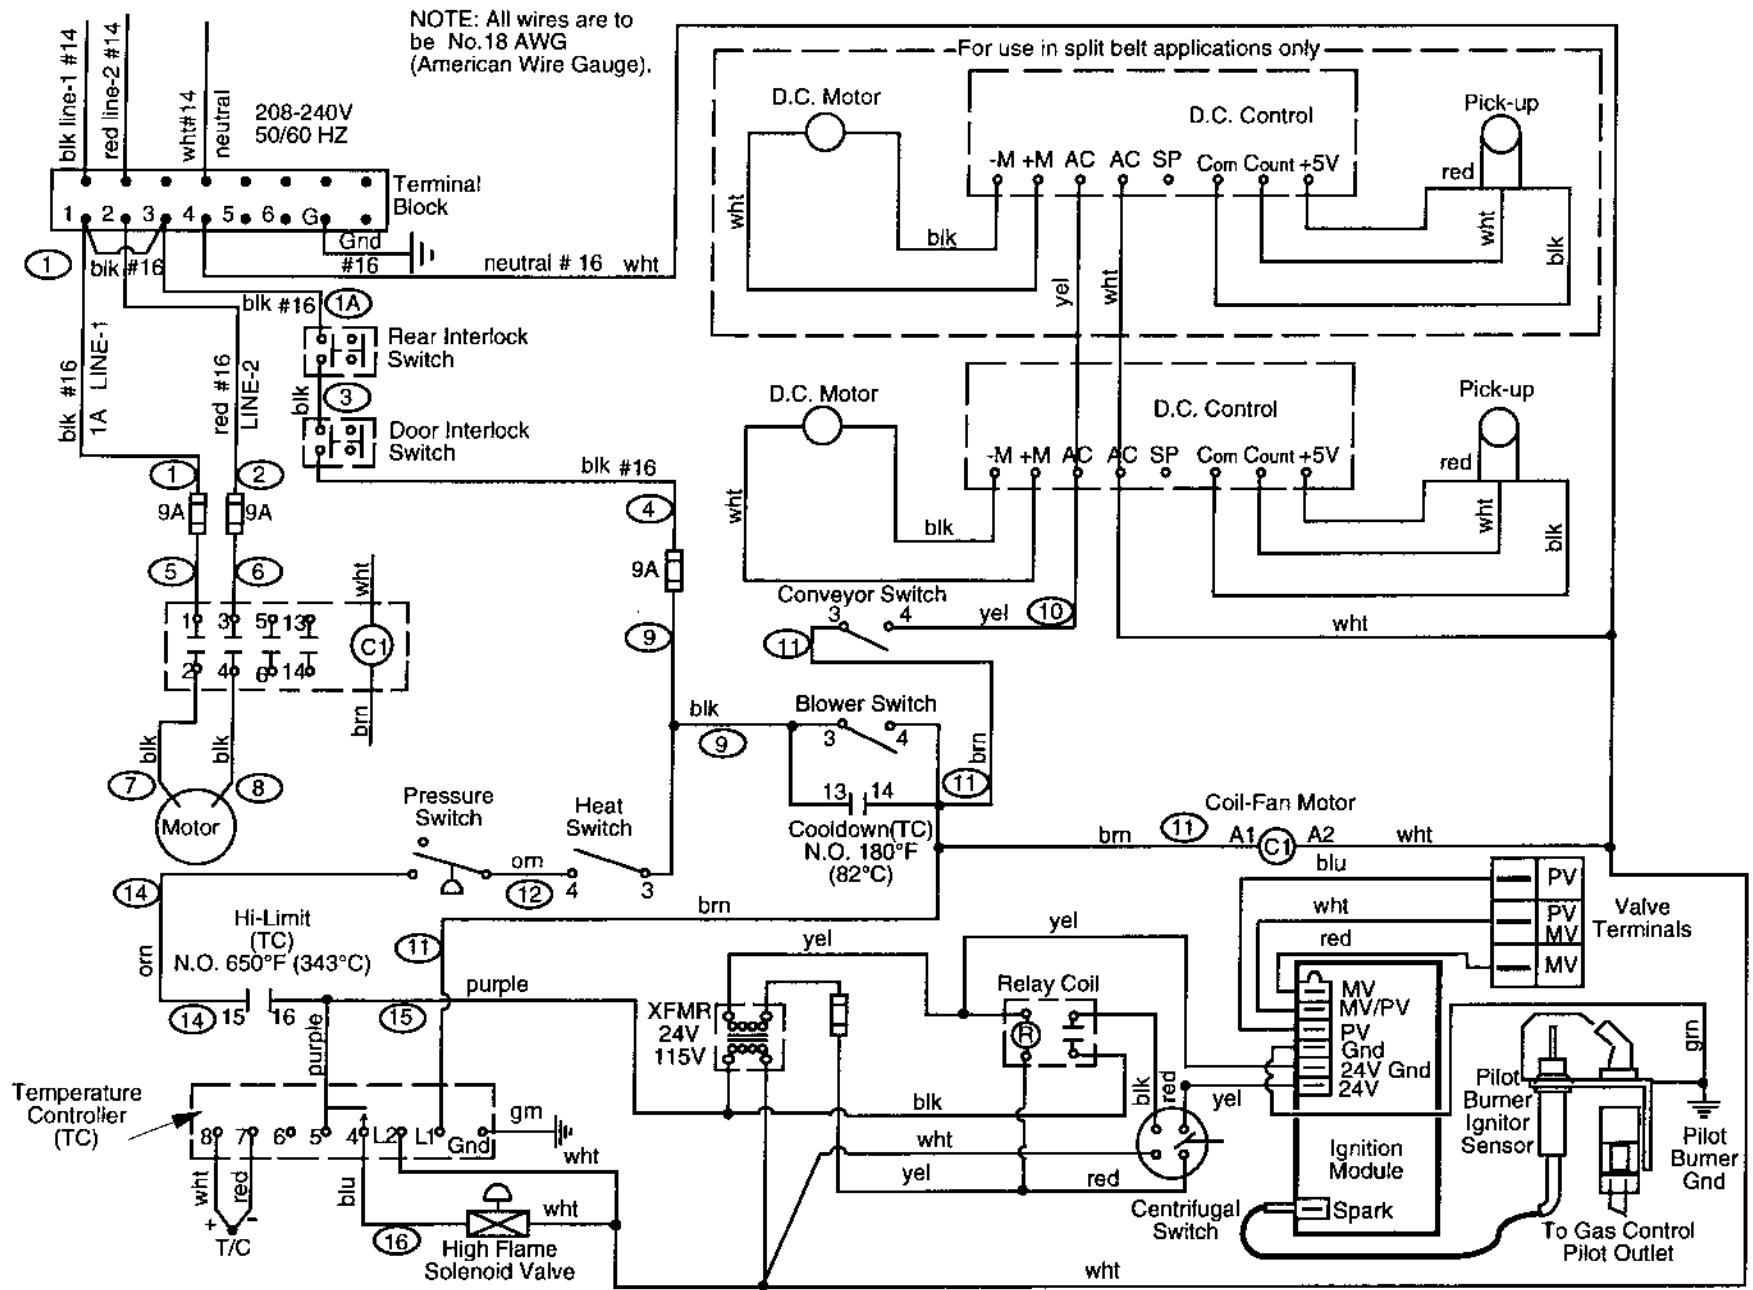 NOTE: All wires are to
be No.18 AWG
(American Wire Gauge).
blk line-1 #14
red line-2 #14
wht#14
neutral
208-240V
50/60 HZ
Terminal
Block
1 2 3 4 5 6 G
Gnd
#16
1
blk #16
neutral # 16 wht
blk #16
1A
Rear Interlock
Switch
blk #16
1A LINE-1
red #16
LINE-2
blk
3
Door Interlock
Switch
blk #16
1
2
9A
9A
4
9A
5
6
wht
1 3 5 13
C1
2 4 6 14
brn
9
blk
blk
7
8
Motor
For use in split belt applications only
D.C. Motor
D.C. Control
Pick-up
-M +M AC AC SP Com Count +5V
red
wht
blk
yel
wht
wht
blk
D.C. Motor
D.C. Control
Pick-up
-M +M AC AC SP Com Count +5V
red
wht
blk
wht
blk
Conveyor Switch
3 4
yel
10
11
wht
blk
9
Blower Switch
3 4
brn
11
13 14
Cooldown(TC)
N.O. 180°F
(82°C)
Pressure
Switch
Heat
Switch
orn
12
4 3
14
Coil-Fan Motor
brn
11
A1
C1
A2
wht
blu
PV
wht
PV
MV
Valve
Terminals
red
MV
Hi-Limit
(TC)
N.O. 650°F (343°C)
orn
14
15 16
brn
11
purple
15
purple
yel
yel
XFMR
24V
115V
Relay Coil
R
MV
MV/PV
PV
Gnd
24V Gnd
24V
grn
blk
red
yel
blk
wht
yel
red
Centrifugal
Switch
Ignition
Module
Spark
Pilot
Burner
Ignitor
Sensor
Pilot
Burner
Gnd
To Gas Control
Pilot Outlet
Temperature
Controller
(TC)
8 7 6 5 4 L2 L1 Gnd
grn
wht
wht
red
+ -
T/C
blu
16
wht
High Flame
Solenoid Valve
wht